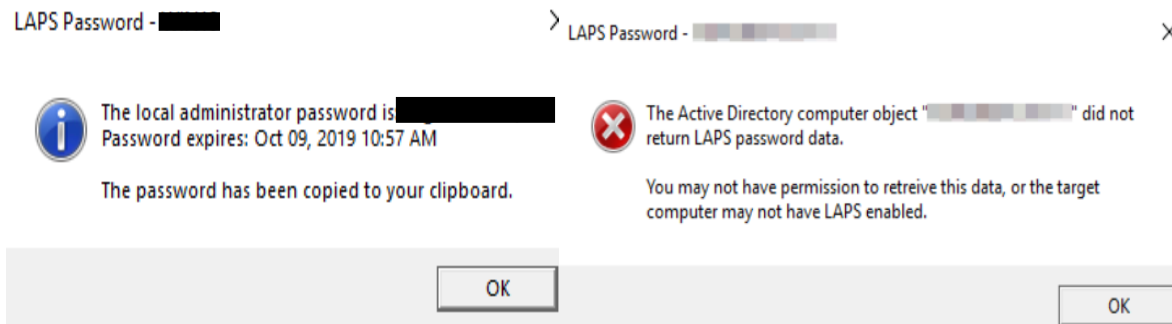 LAPS Password -
The local administrator password is
Password expires: Oct 09, 2019 10:57 AM
The password has been copied to your clipboard.
OK
LAPS Password -
The Active Directory computer object "" did not
return LAPS password data.
You may not have permission to retreive this data, or the target
computer may not have LAPS enabled.
OK